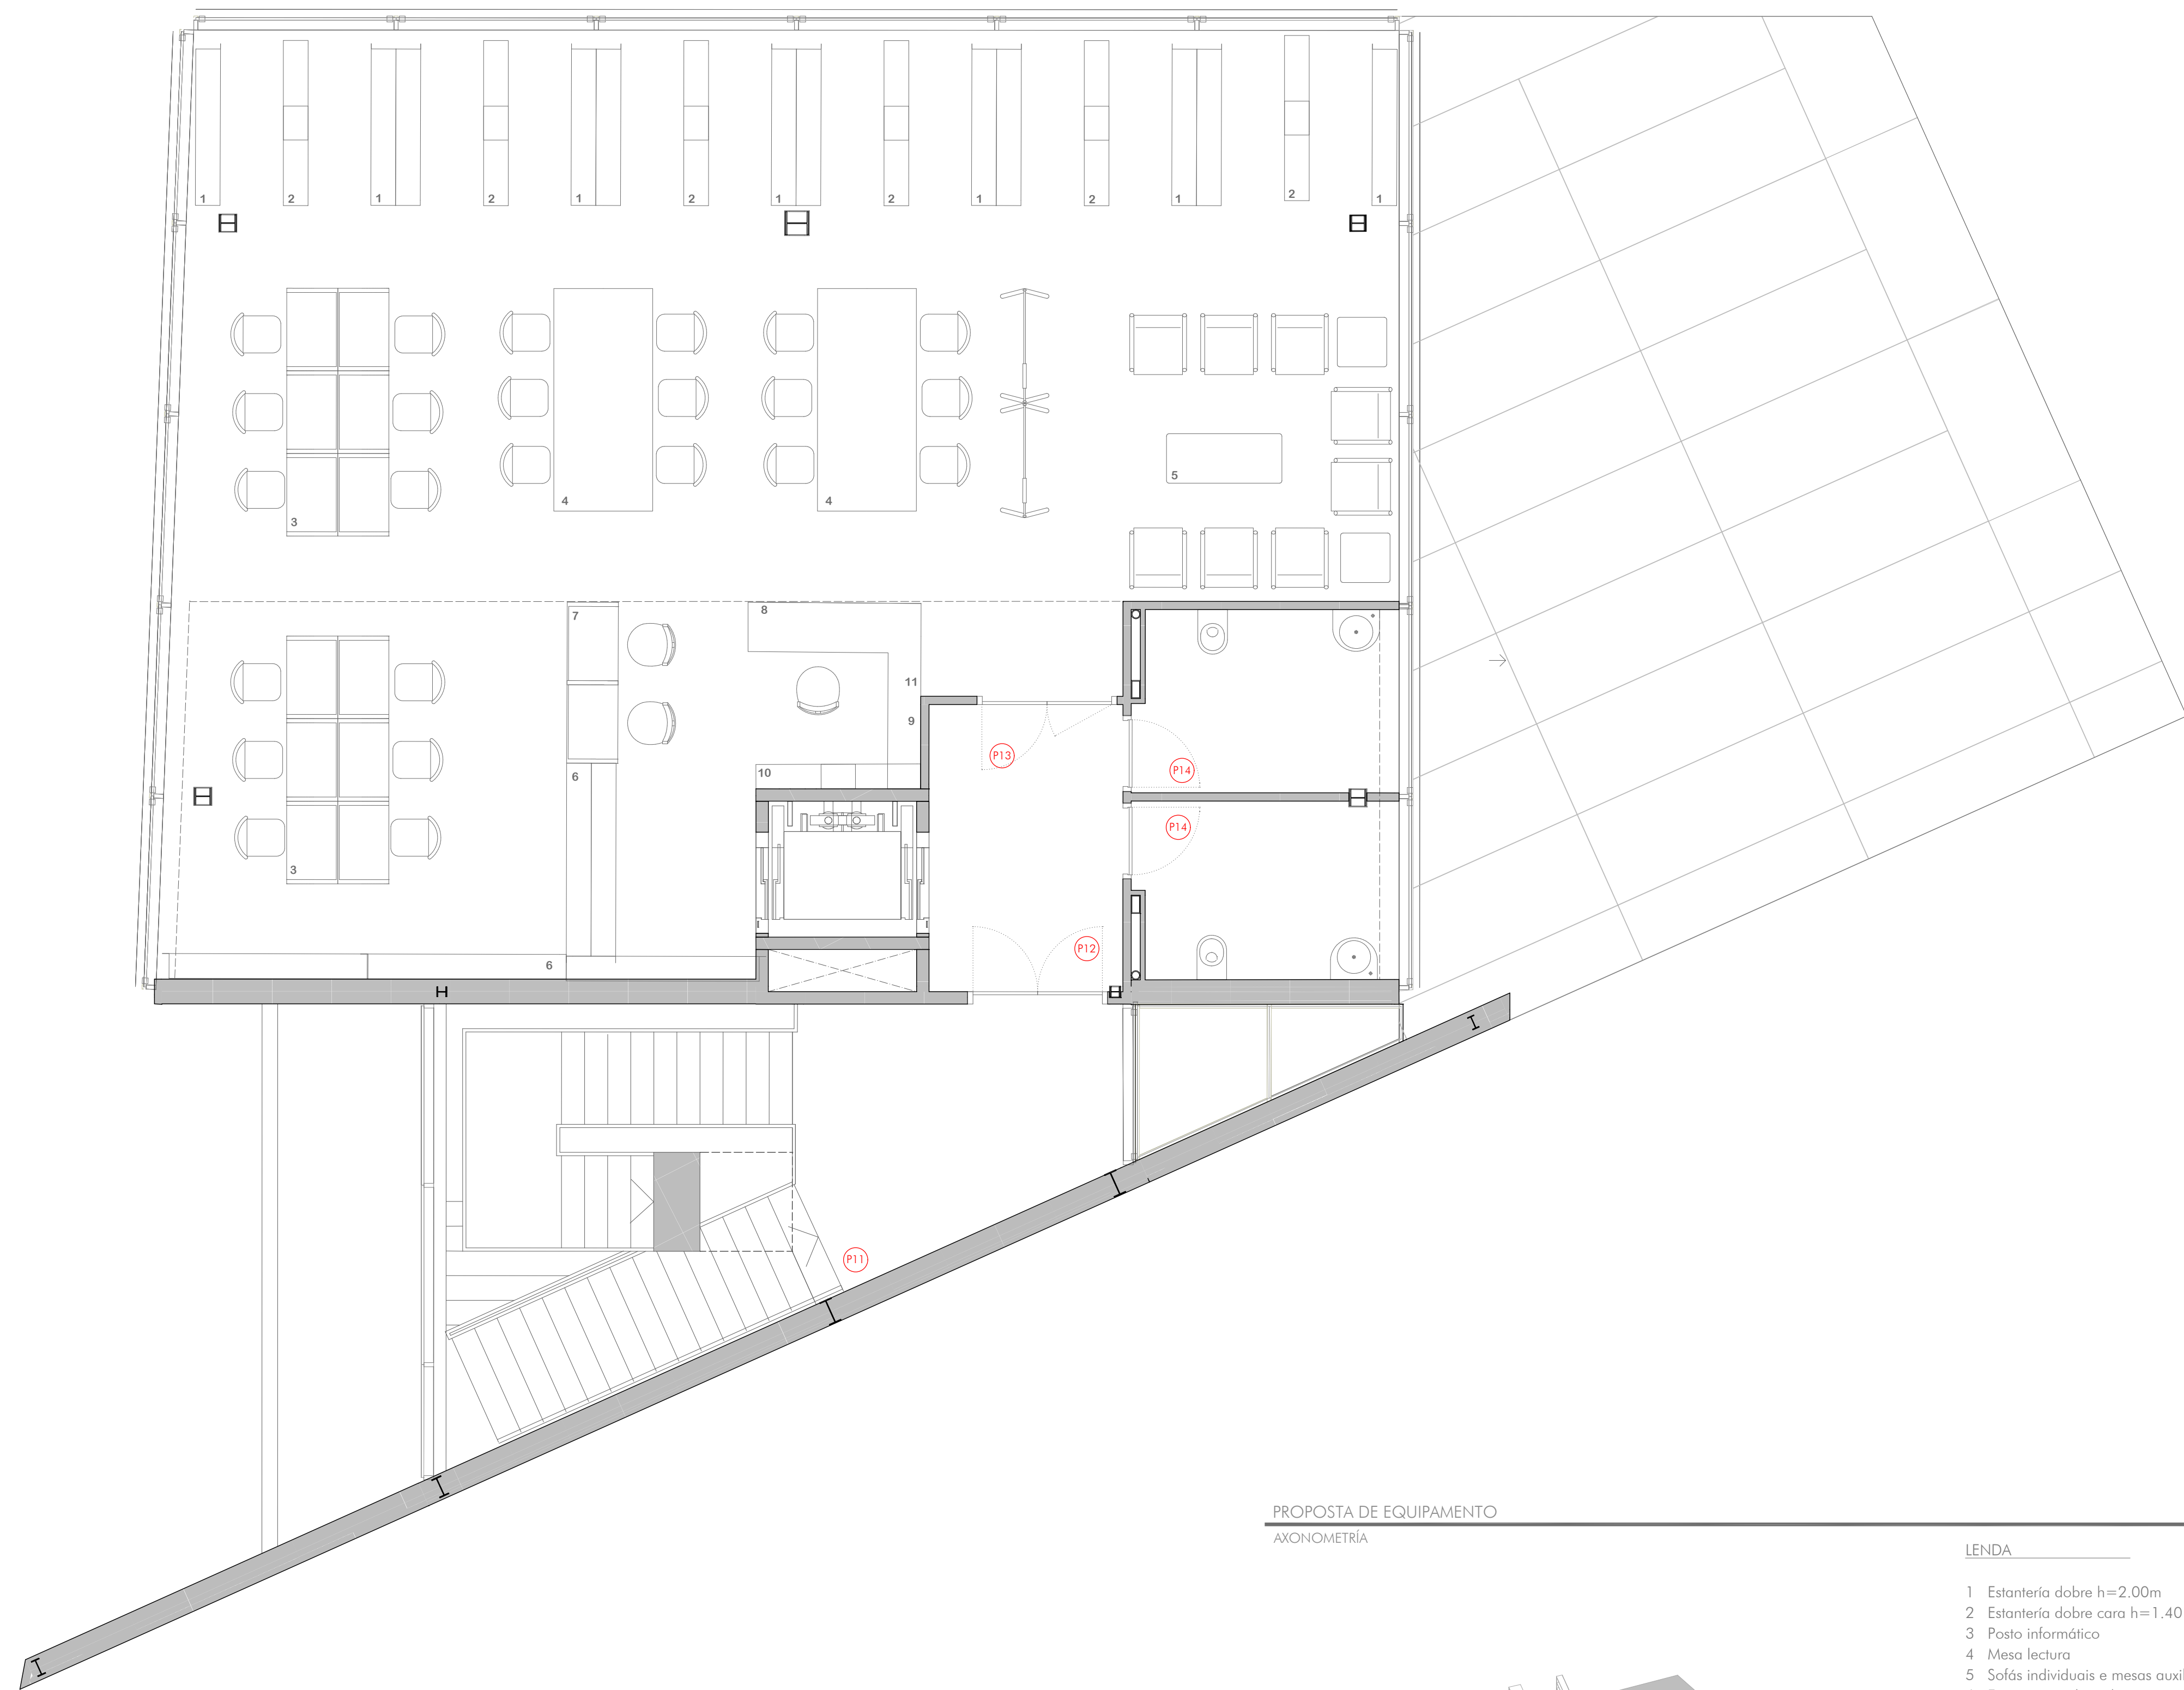 1 2 1 2 1 2 1 2 1 2 1 2 1
3 4 4 5
7 8
11
9
P13
10
6
P14
P14
3
P12
6
P11
PROPOSTA DE EQUIPAMENTO
AXONOMETRÍA
LENDA
1 Estantería dobre h=2.00m
2 Estantería dobre cara h=1.40
3 Posto informático
4 Mesa lectura
5 Sofás individuais e mesas